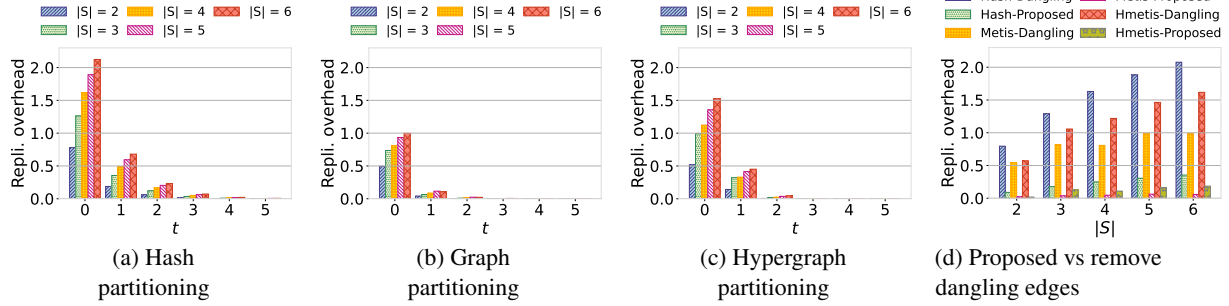 |S| = 2 |S| = 4 |S| = 6
|S| = 3 |S| = 5
Repli. overhead
2.0
1.5
1.0
0.5
0.0
0 1 2 3 4 5
t
(a) Hash
partitioning
|S| = 2 |S| = 4 |S| = 6
|S| = 3 |S| = 5
Repli. overhead
2.0
1.5
1.0
0.5
0.0
0 1 2 3 4 5
t
(b) Graph
partitioning
|S| = 2 |S| = 4 |S| = 6
|S| = 3 |S| = 5
Repli. overhead
2.0
1.5
1.0
0.5
0.0
0 1 2 3 4 5
t
(c) Hypergraph
partitioning
Hash-Dangling Metis-Proposed
Hash-Proposed Hmetis-Dangling
Metis-Dangling Hmetis-Proposed
Repli. overhead
2.0
1.5
1.0
0.5
0.0
2 3 4 5 6
|S|
(d) Proposed vs remove
dangling edges